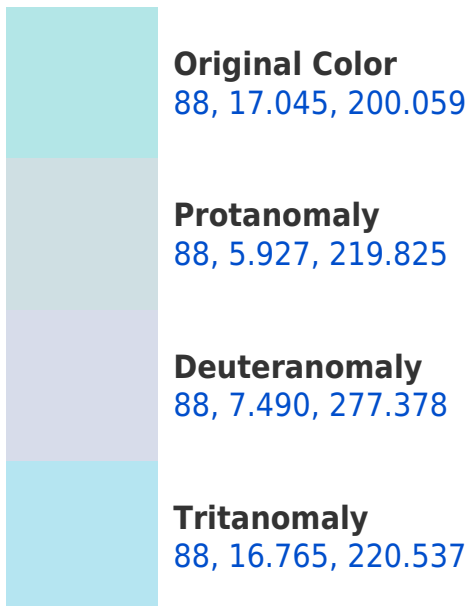 Original Color
88, 17.045, 200.059
Protanomaly
88, 5.927, 219.825
Deuteranomaly
88, 7.490, 277.378
Tritanomaly
88, 16.765, 220.537